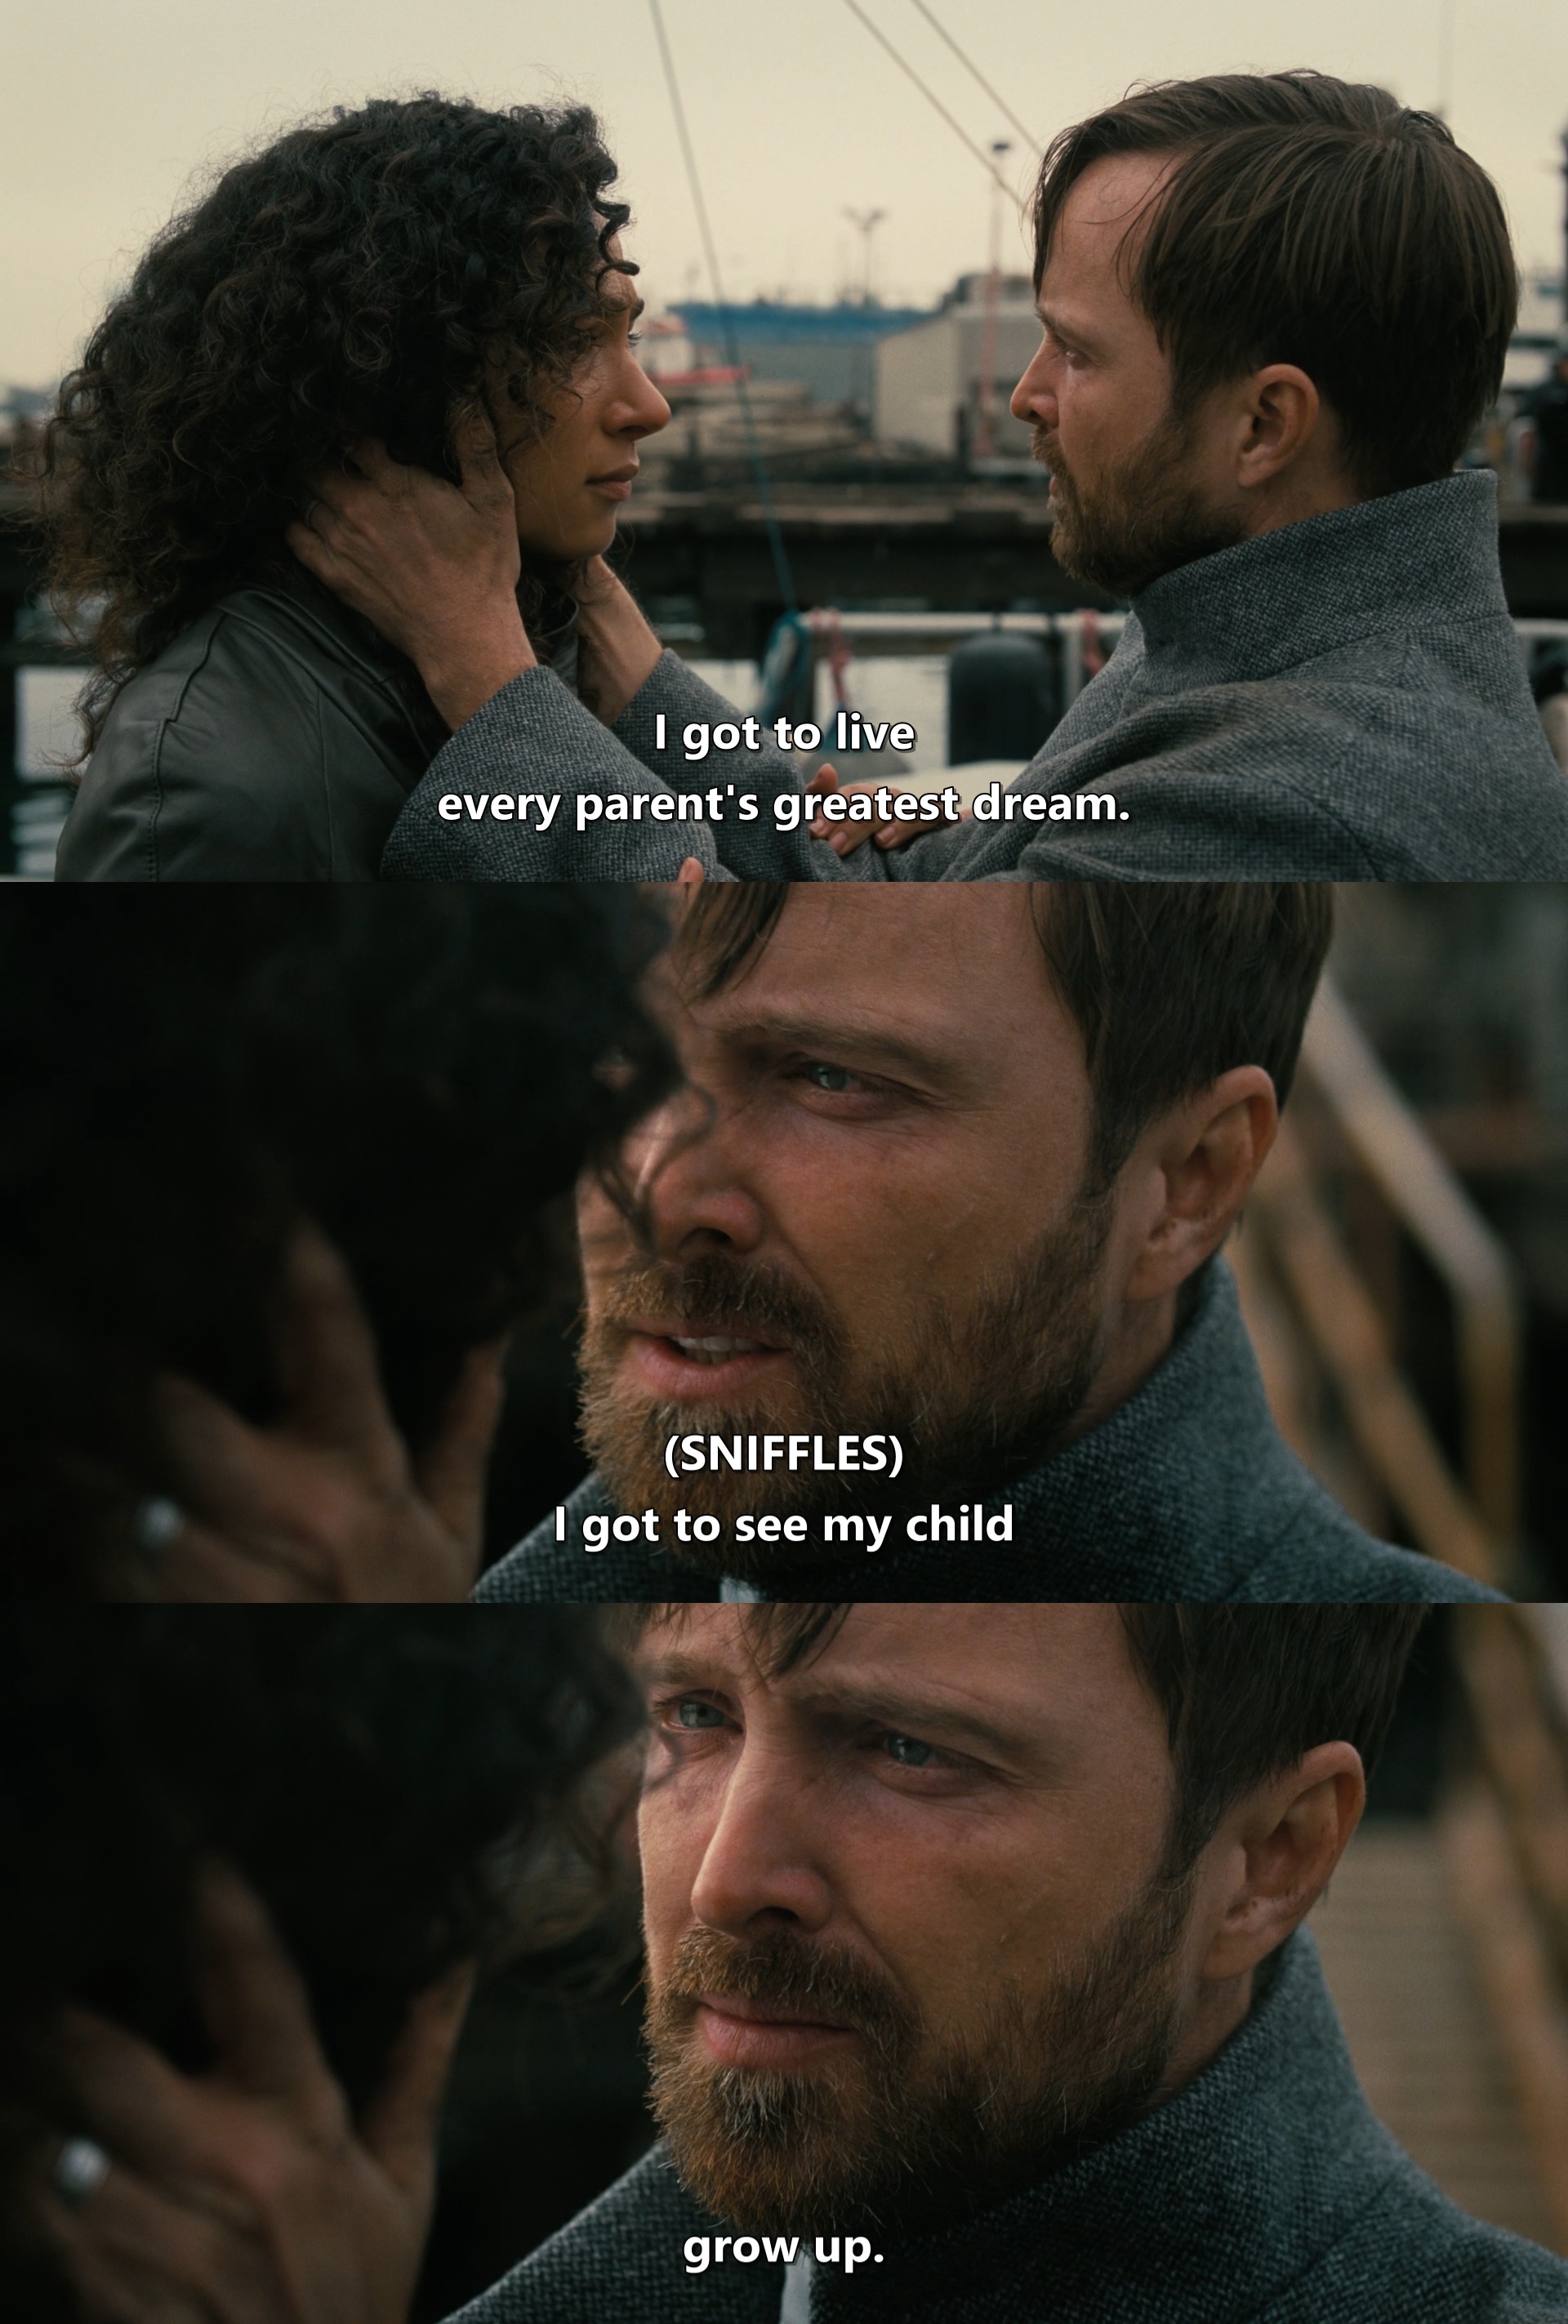 I got to live
every parent's greatest dream.
(SNIFFLES)
I got to see my child
grow up.